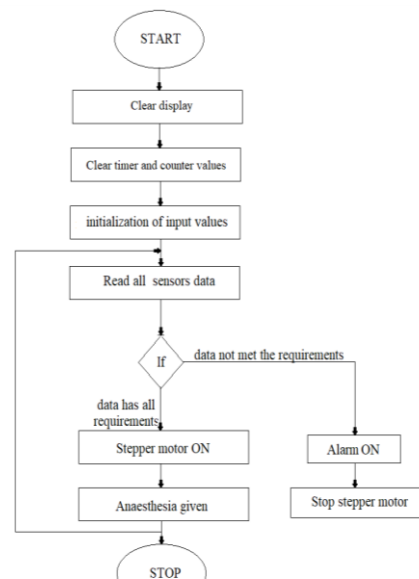 START
Clear display
Clear timer and counter values
initialization of input values
Read all sensors data
If
data not met the requirements
data has all
requirements
Stepper motor ON
Alarm ON
Anaesthesia given
Stop stepper motor
STOP